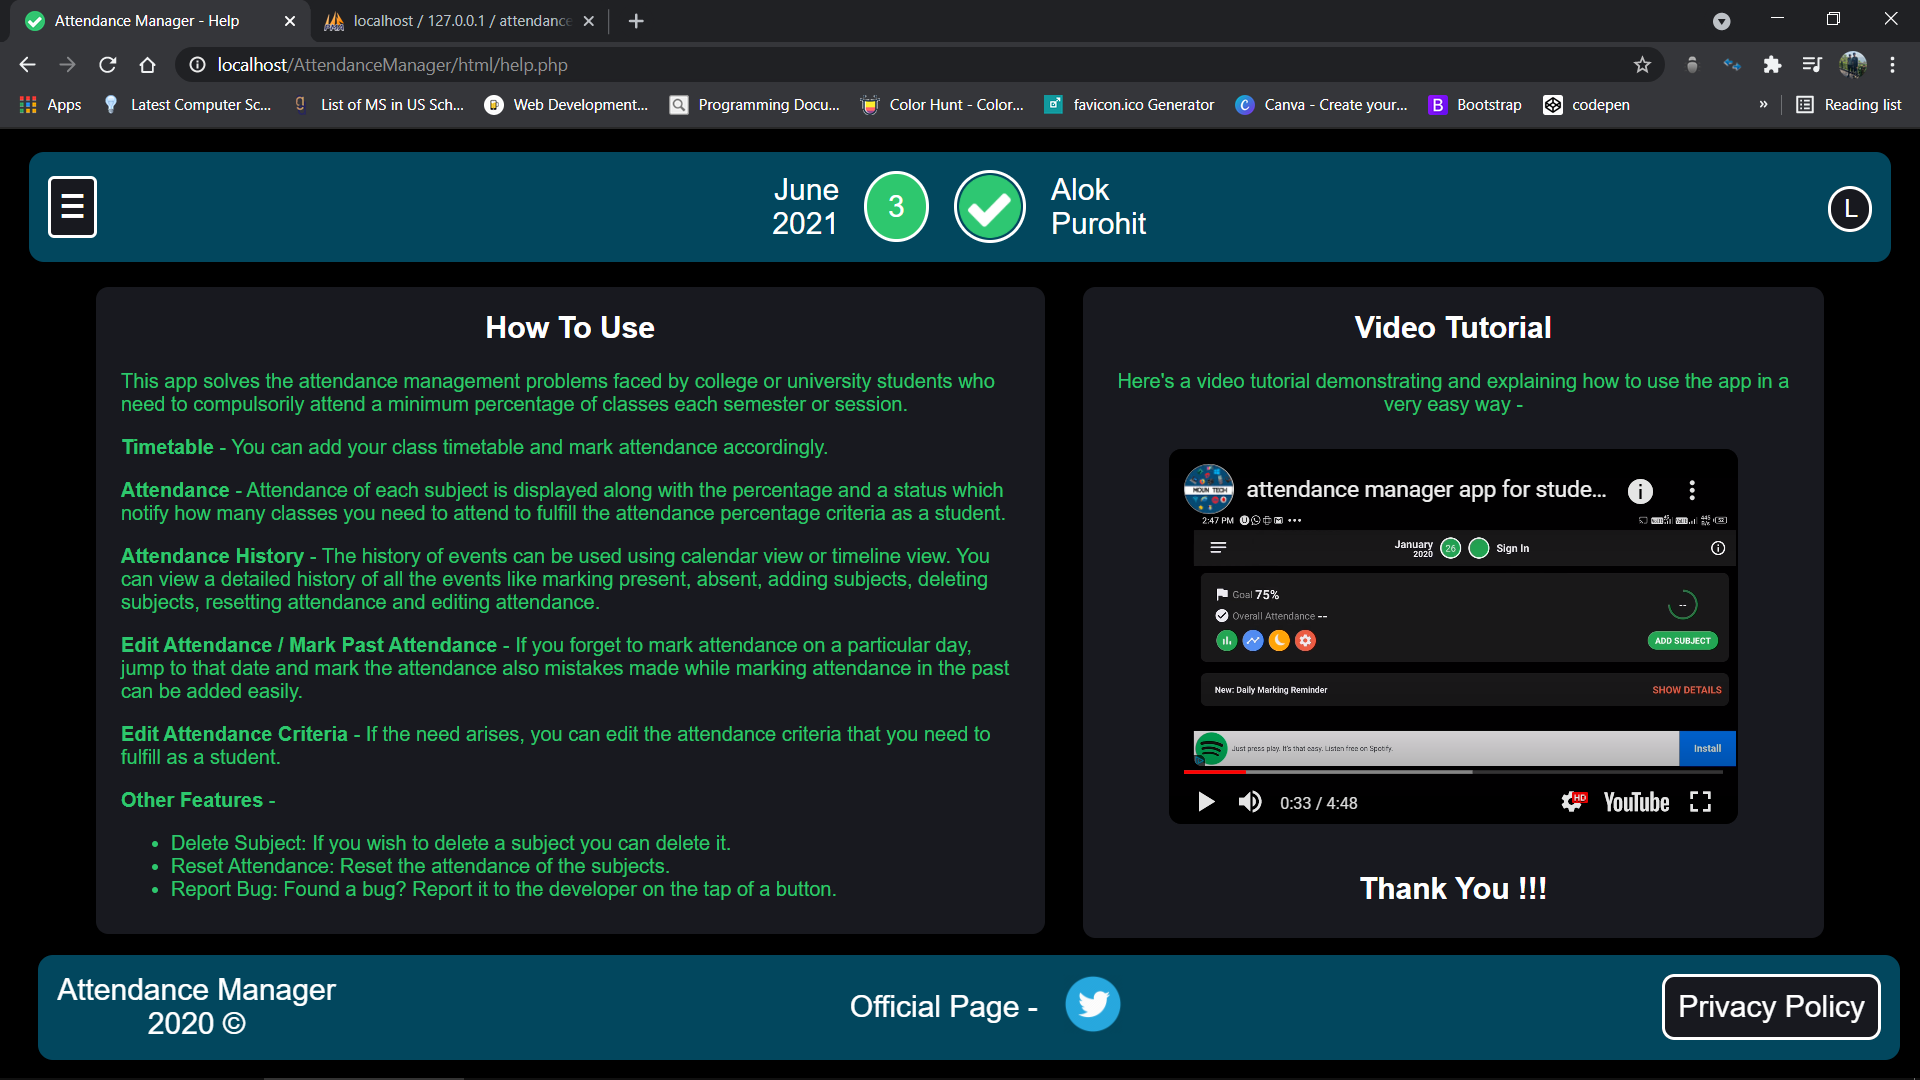 Attendance Manager - Help
localhost / 127.0.0.1 / attendance
localhost/AttendanceManager/html/help.php
Apps
Latest Computer Sc...
List of MS in US Sch...
Web Development...
Programming Docu...
Color Hunt - Color...
favicon.ico Generator
Canva - Create your...
Bootstrap
codepen
»
Reading list
June
2021
3
Alok
Purohit
L
How To Use
This app solves the attendance management problems faced by college or university students who
need to compulsorily attend a minimum percentage of classes each semester or session.
Timetable - You can add your class timetable and mark attendance accordingly.
Attendance - Attendance of each subject is displayed along with the percentage and a status which
notify how many classes you need to attend to fulfill the attendance percentage criteria as a student.
Attendance History - The history of events can be used using calendar view or timeline view. You
can view a detailed history of all the events like marking present, absent, adding subjects, deleting
subjects, resetting attendance and editing attendance.
Edit Attendance / Mark Past Attendance - If you forget to mark attendance on a particular day,
jump to that date and mark the attendance also mistakes made while marking attendance in the past
can be added easily.
Edit Attendance Criteria - If the need arises, you can edit the attendance criteria that you need to
fulfill as a student.
Other Features -
• Delete Subject: If you wish to delete a subject you can delete it.
• Reset Attendance: Reset the attendance of the subjects.
• Report Bug: Found a bug? Report it to the developer on the tap of a button.
Video Tutorial
Here's a video tutorial demonstrating and explaining how to use the app in a
very easy way -
MOUN TECH
attendance manager app for stude...
2:47 PM
January
2020
26
Sign In
Goal 75%
Overall Attendance --
--
ADD SUBJECT
New: Daily Marking Reminder
SHOW DETAILS
Just press play. It's that easy. Listen free on Spotify.
Install
0:33 / 4:48
HD
YouTube
Thank You !!!
Attendance Manager
2020 ©
Official Page -
Privacy Policy